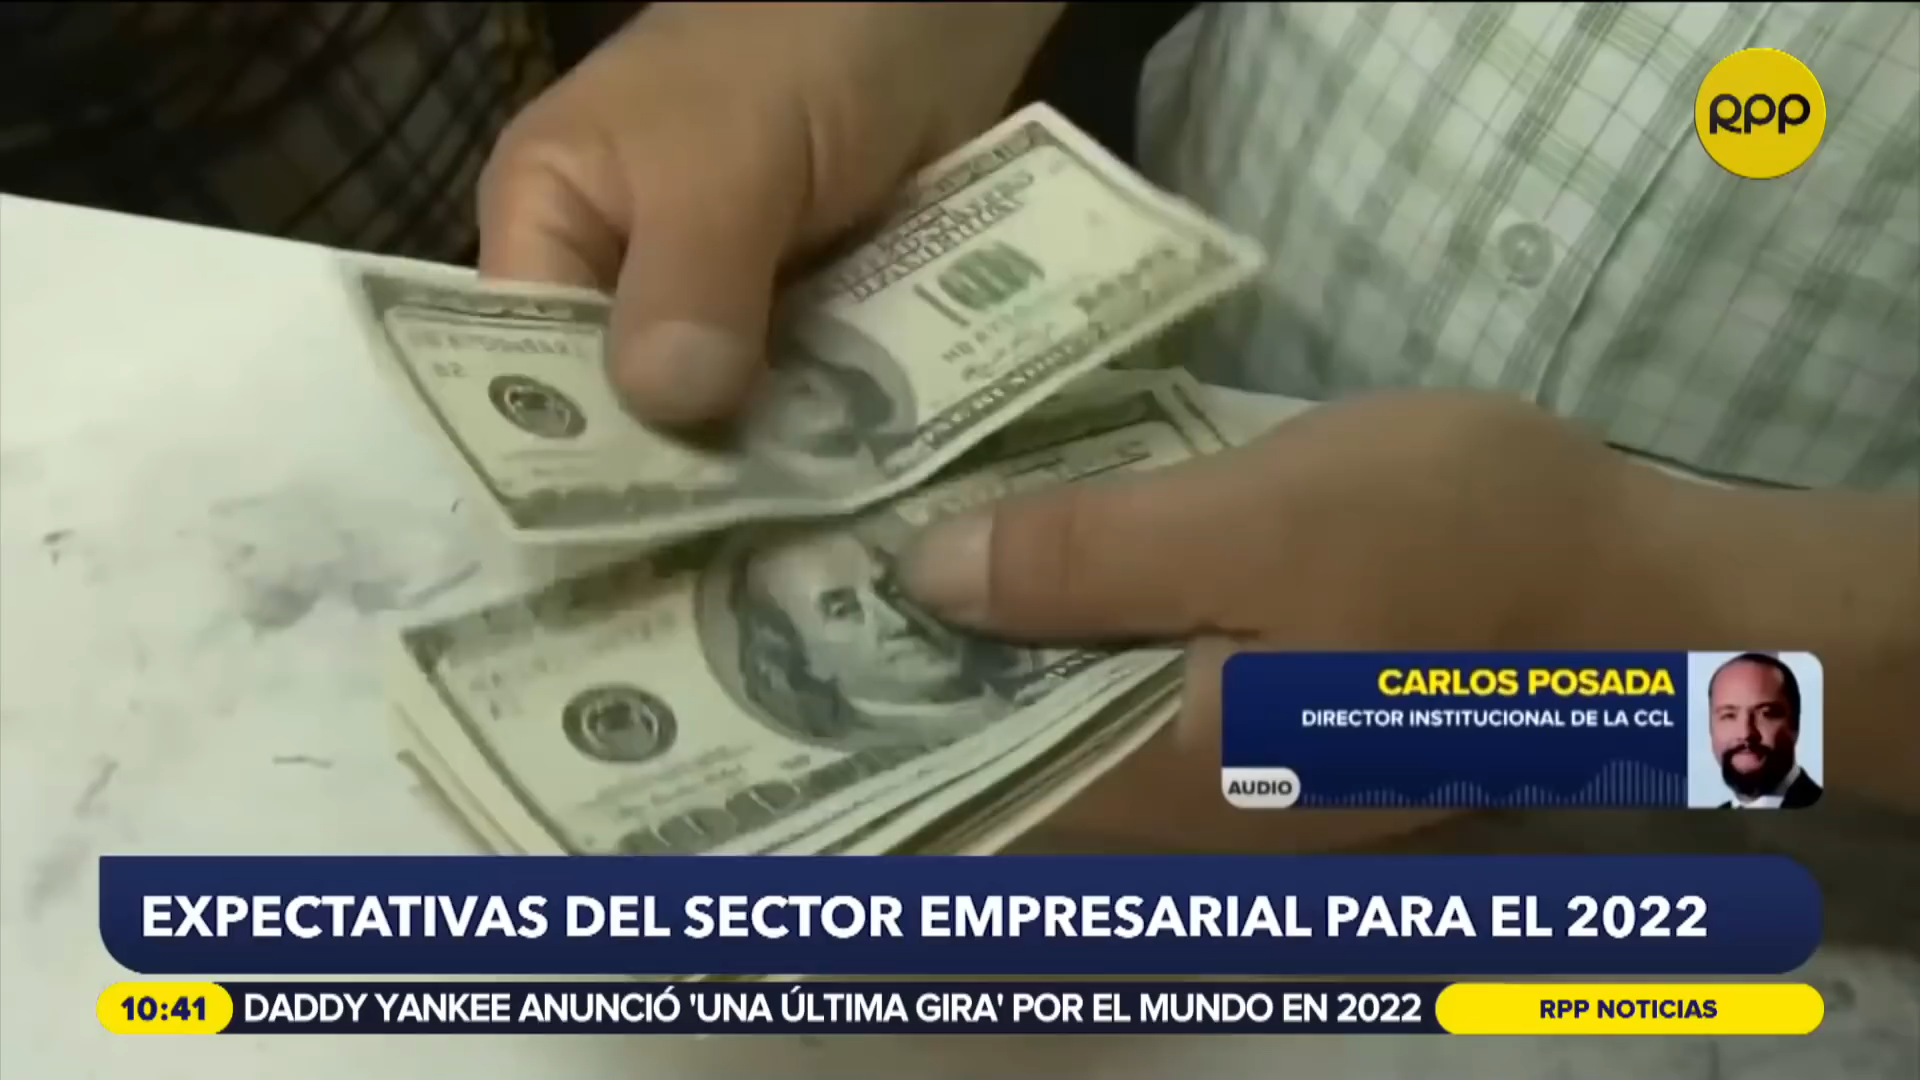 RPP
CARLOS POSADA
DIRECTOR INSTITUCIONAL DE LA CCL
AUDIO
EXPECTATIVAS DEL SECTOR EMPRESARIAL PARA EL 2022
10:41 DADDY YANKEE ANUNCIÓ 'UNA ÚLTIMA GIRA' POR EL MUNDO EN 2022 RPP NOTICIAS